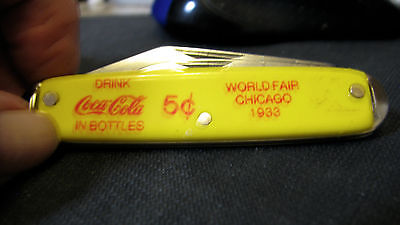 DRINK
Coca-Cola
IN BOTTLES
5¢
WORLD FAIR
CHICAGO
1933